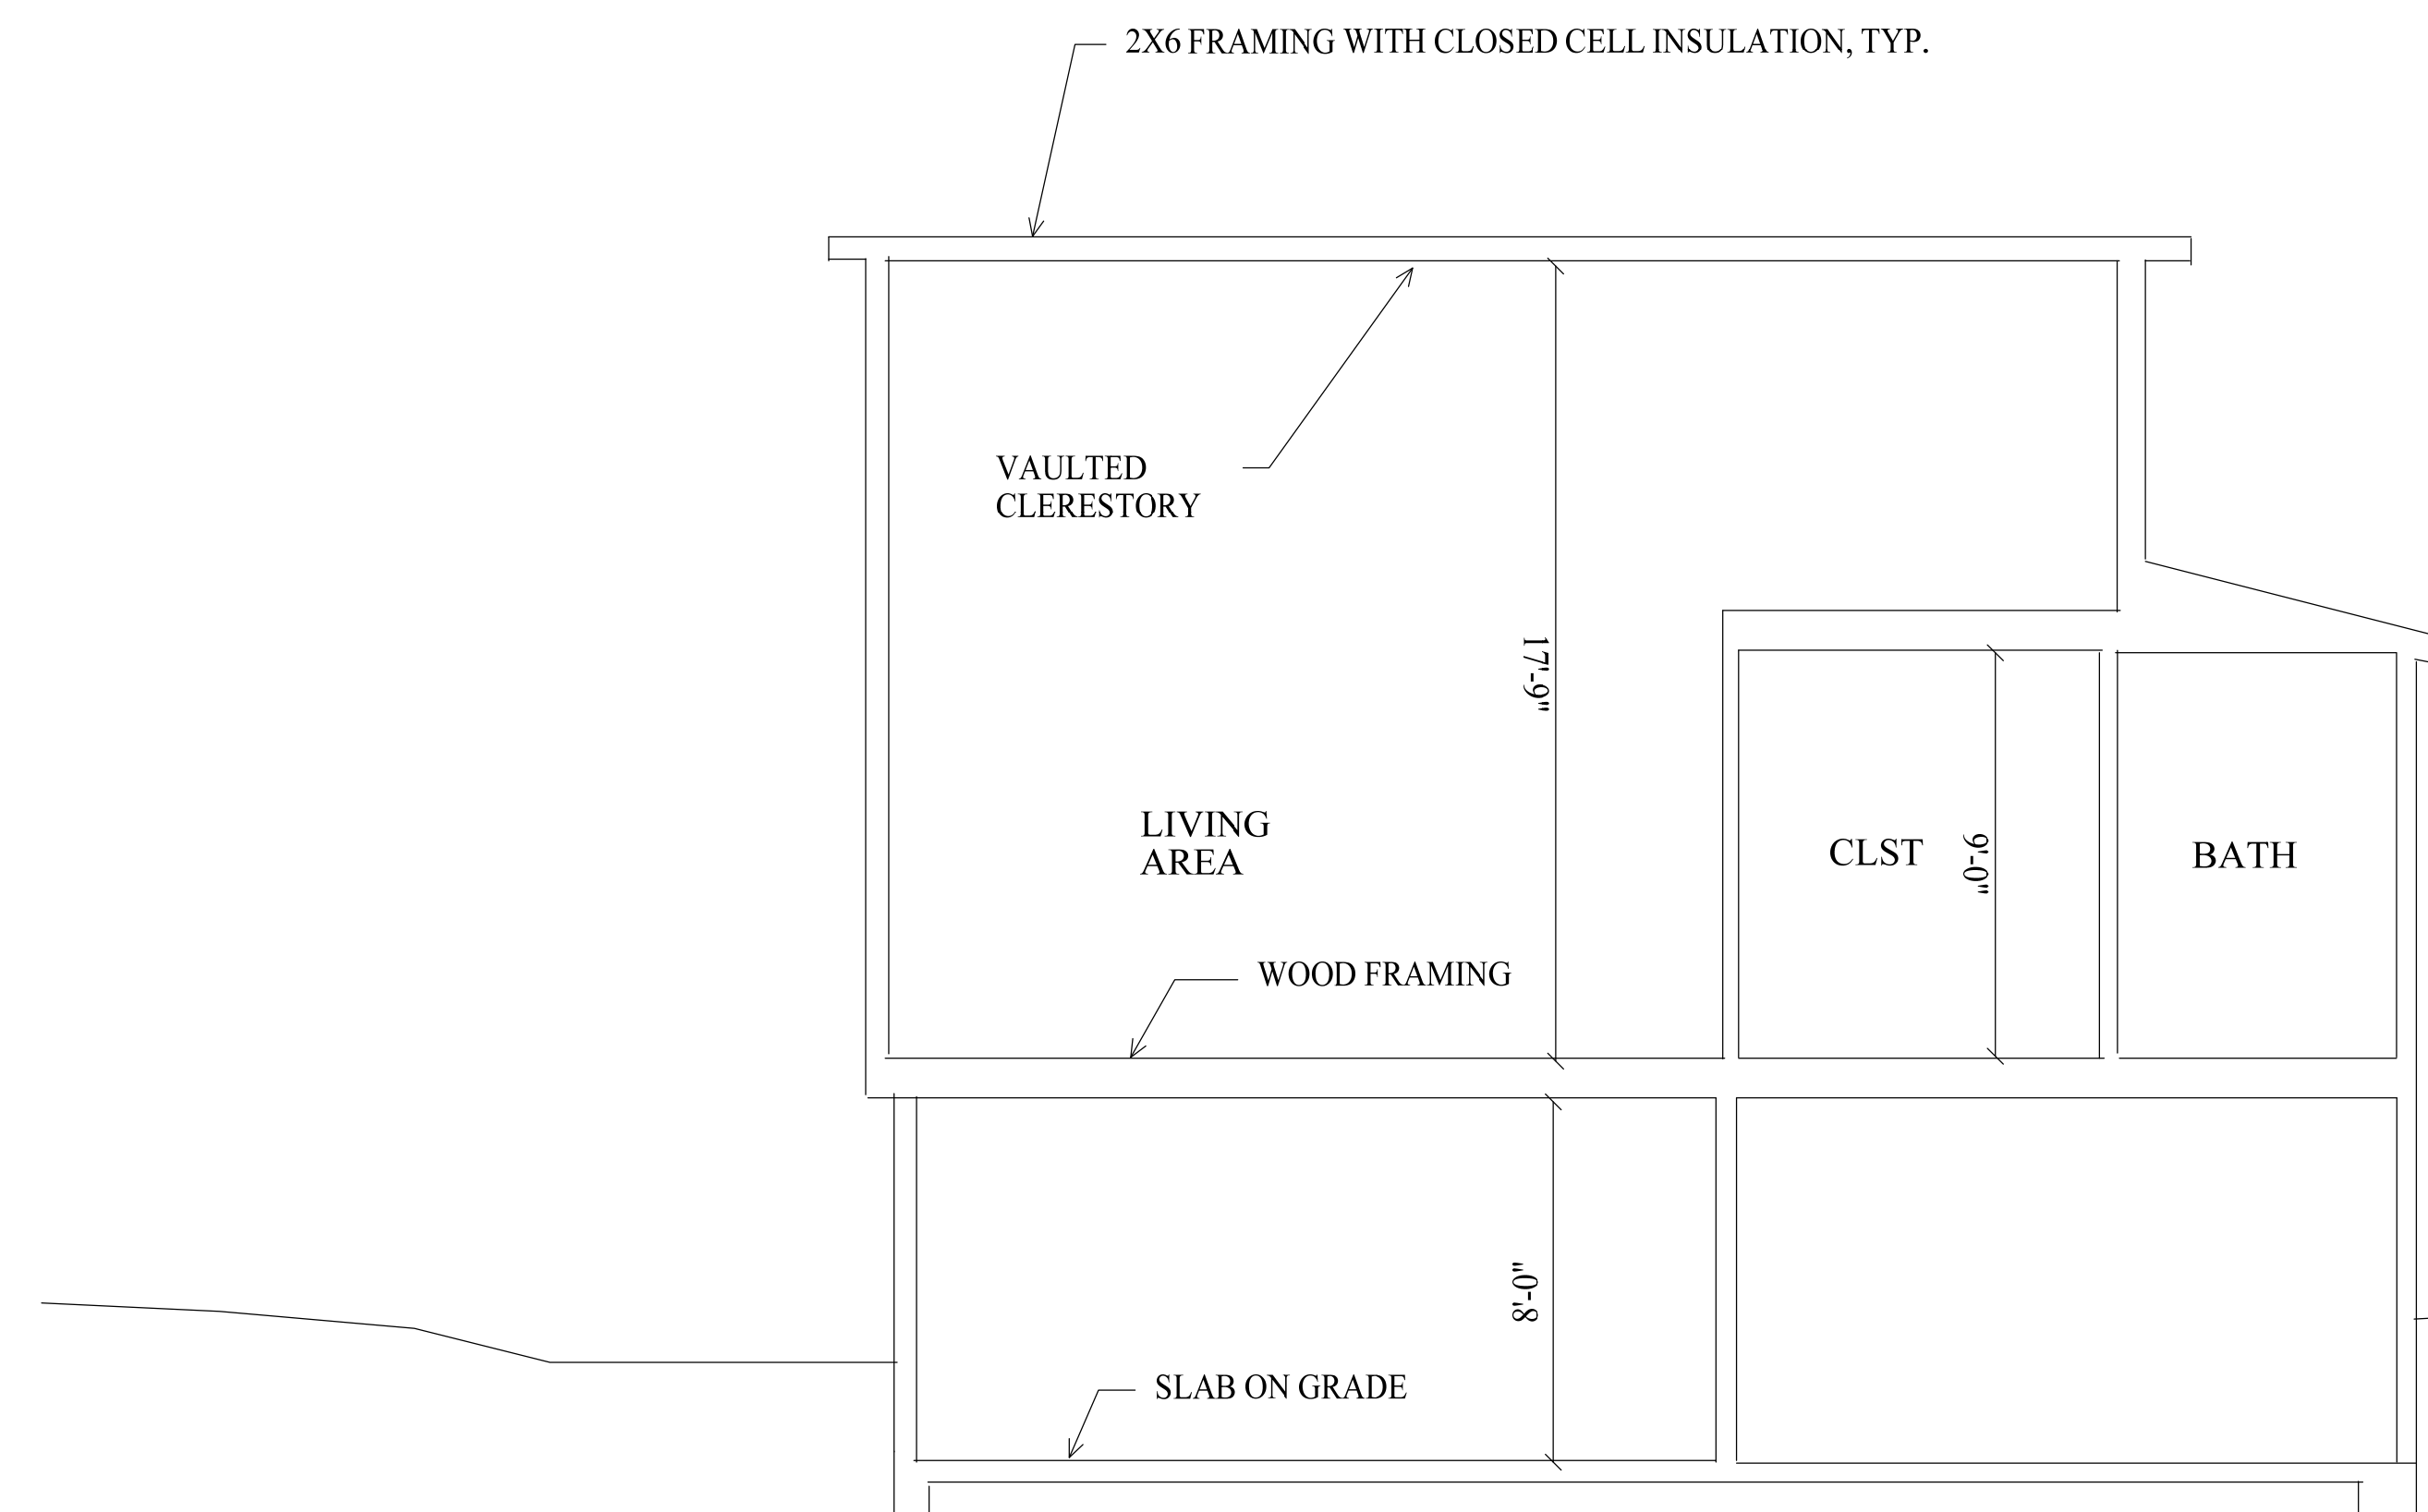 2X6 FRAMING WITH CLOSED CELL INSULATION, TYP.
VAULTED
CLERESTORY
17'-9"
LIVING
AREA
CLST
9'-0"
BATH
WOOD FRAMING
8'-0"
SLAB ON GRADE